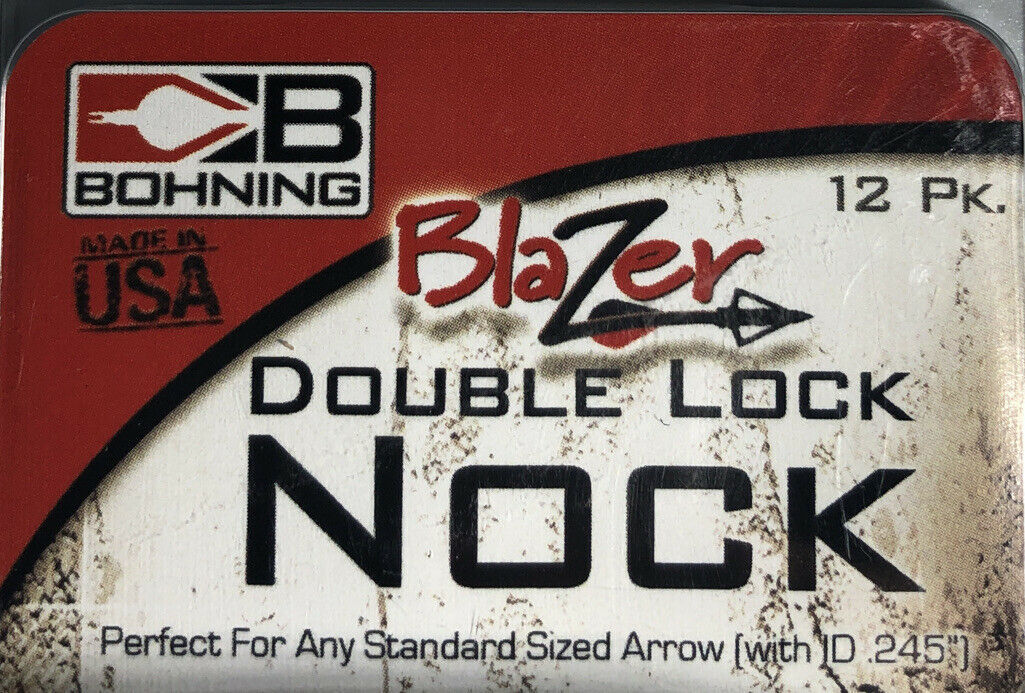 B
BOHNING
MADE IN
USA
12 PK.
BlaZer
DOUBLE LOCK
NOCK
Perfect For Any Standard Sized Arrow (with ID .245")